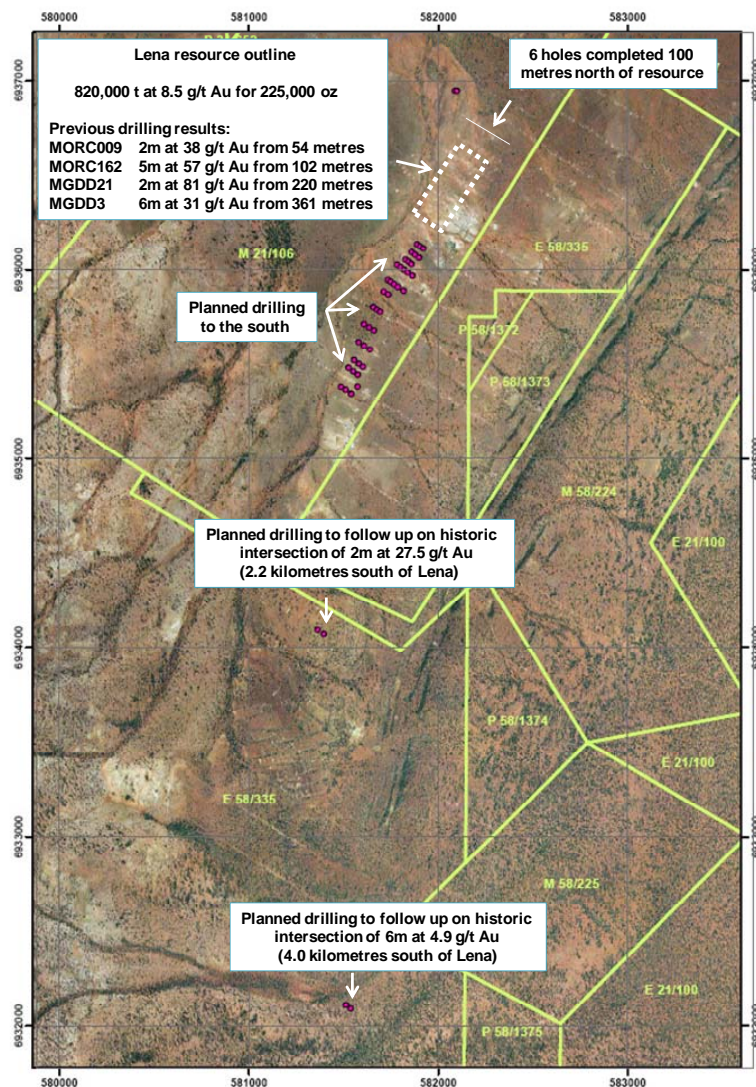 580000
581000
582000
583000
Lena resource outline
820,000 t at 8.5 g/t Au for 225,000 oz
Previous drilling results:
MORC009 2m at 38 g/t Au from 54 metres
MORC162 5m at 57 g/t Au from 102 metres
MGDD21 2m at 81 g/t Au from 220 metres
MGDD3 6m at 31 g/t Au from 361 metres
6 holes completed 100
metres north of resource
6937000
6936000
6935000
6933000
6932000
M 21/106
E 58/335
Planned drilling
to the south
P 58/1372
P 58/1373
M 58/224
E 21/100
Planned drilling to follow up on historic
intersection of 2m at 27.5 g/t Au
(2.2 kilometres south of Lena)
6934000
P 58/1374
E 21/100
E 58/335
M 58/225
Planned drilling to follow up on historic
intersection of 6m at 4.9 g/t Au
(4.0 kilometres south of Lena)
E 21/100
P 58/1375
580000
581000
582000
583000